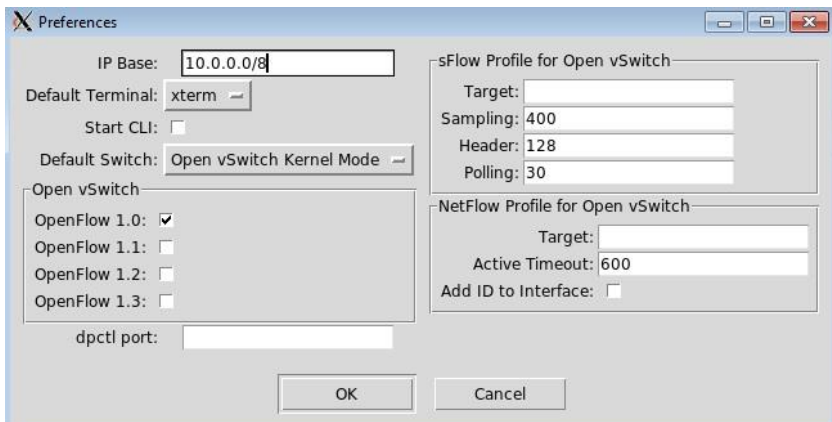 Preferences
IP Base: 10.0.0.0/8
Default Terminal: xterm
Start CLI:
Default Switch: Open vSwitch Kernel Mode
Open vSwitch
OpenFlow 1.0:
OpenFlow 1.1:
OpenFlow 1.2:
OpenFlow 1.3:
dpctl port:
sFlow Profile for Open vSwitch
Target:
Sampling: 400
Header: 128
Polling: 30
NetFlow Profile for Open vSwitch
Target:
Active Timeout: 600
Add ID to Interface:
OK
Cancel